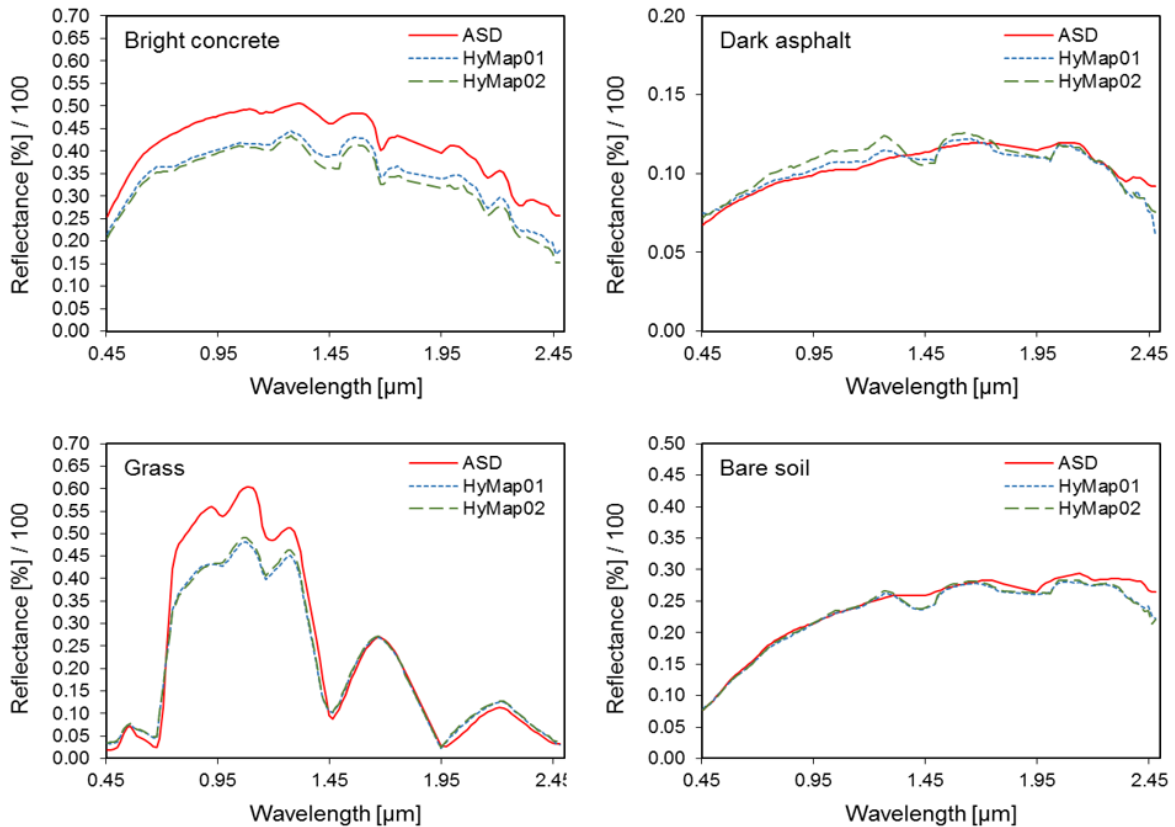 Bright concrete
ASD
HyMap01
HyMap02
Reflectance [%] / 100
0.70
0.65
0.60
0.55
0.50
0.45
0.40
0.35
0.30
0.25
0.20
0.15
0.10
0.05
0.00
0.45 0.95 1.45 1.95 2.45
Wavelength [µm]
Dark asphalt
ASD
HyMap01
HyMap02
Reflectance [%] / 100
0.20
0.15
0.10
0.05
0.00
0.45 0.95 1.45 1.95 2.45
Wavelength [µm]
Grass
ASD
HyMap01
HyMap02
Reflectance [%] / 100
0.70
0.65
0.60
0.55
0.50
0.45
0.40
0.35
0.30
0.25
0.20
0.15
0.10
0.05
0.00
0.45 0.95 1.45 1.95 2.45
Wavelength [µm]
Bare soil
ASD
HyMap01
HyMap02
Reflectance [%] / 100
0.50
0.45
0.40
0.35
0.30
0.25
0.20
0.15
0.10
0.05
0.00
0.45 0.95 1.45 1.95 2.45
Wavelength [µm]